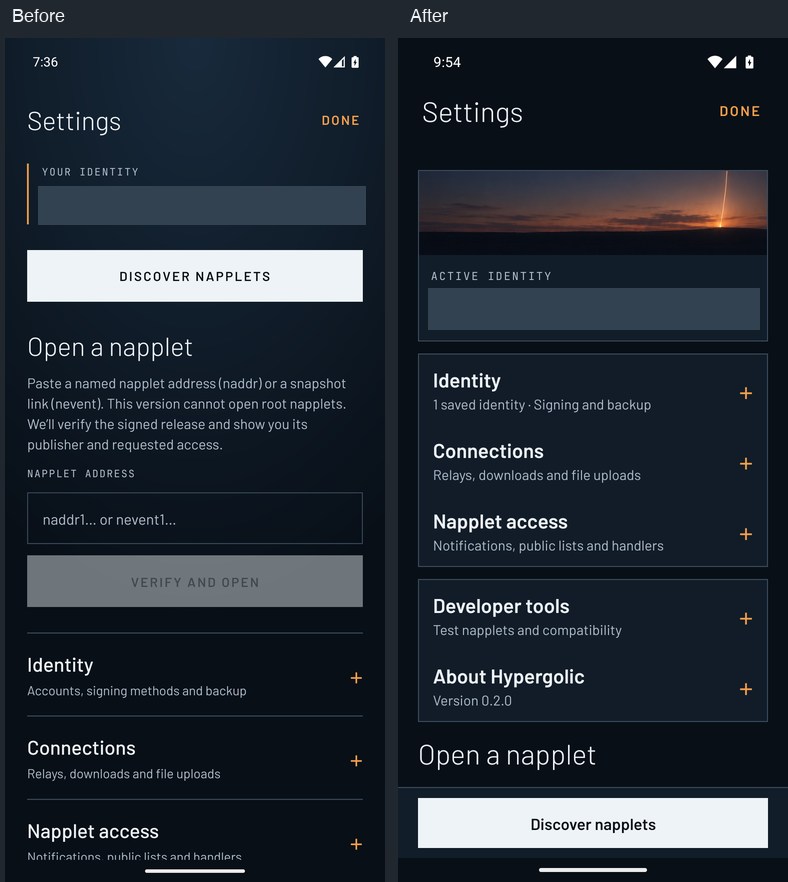 Before
7:36
Settings
DONE
YOUR IDENTITY
DISCOVER NAPPLETS
Open a napplet
Paste a named napplet address (naddr) or a snapshot
link (nevent). This version cannot open root napplets.
We'll verify the signed release and show you its
publisher and requested access.
NAPPLET ADDRESS
naddr1... or nevent1...
VERIFY AND OPEN
Identity
Accounts, signing methods and backup
+
Connections
Relays, downloads and file uploads
+
Napplet access
Notifications, public lists and handlers
+
After
9:54
Settings
DONE
ACTIVE IDENTITY
Identity
1 saved identity · Signing and backup
+
Connections
Relays, downloads and file uploads
+
Napplet access
Notifications, public lists and handlers
+
Developer tools
Test napplets and compatibility
+
About Hypergolic
Version 0.2.0
+
Open a napplet
Discover napplets